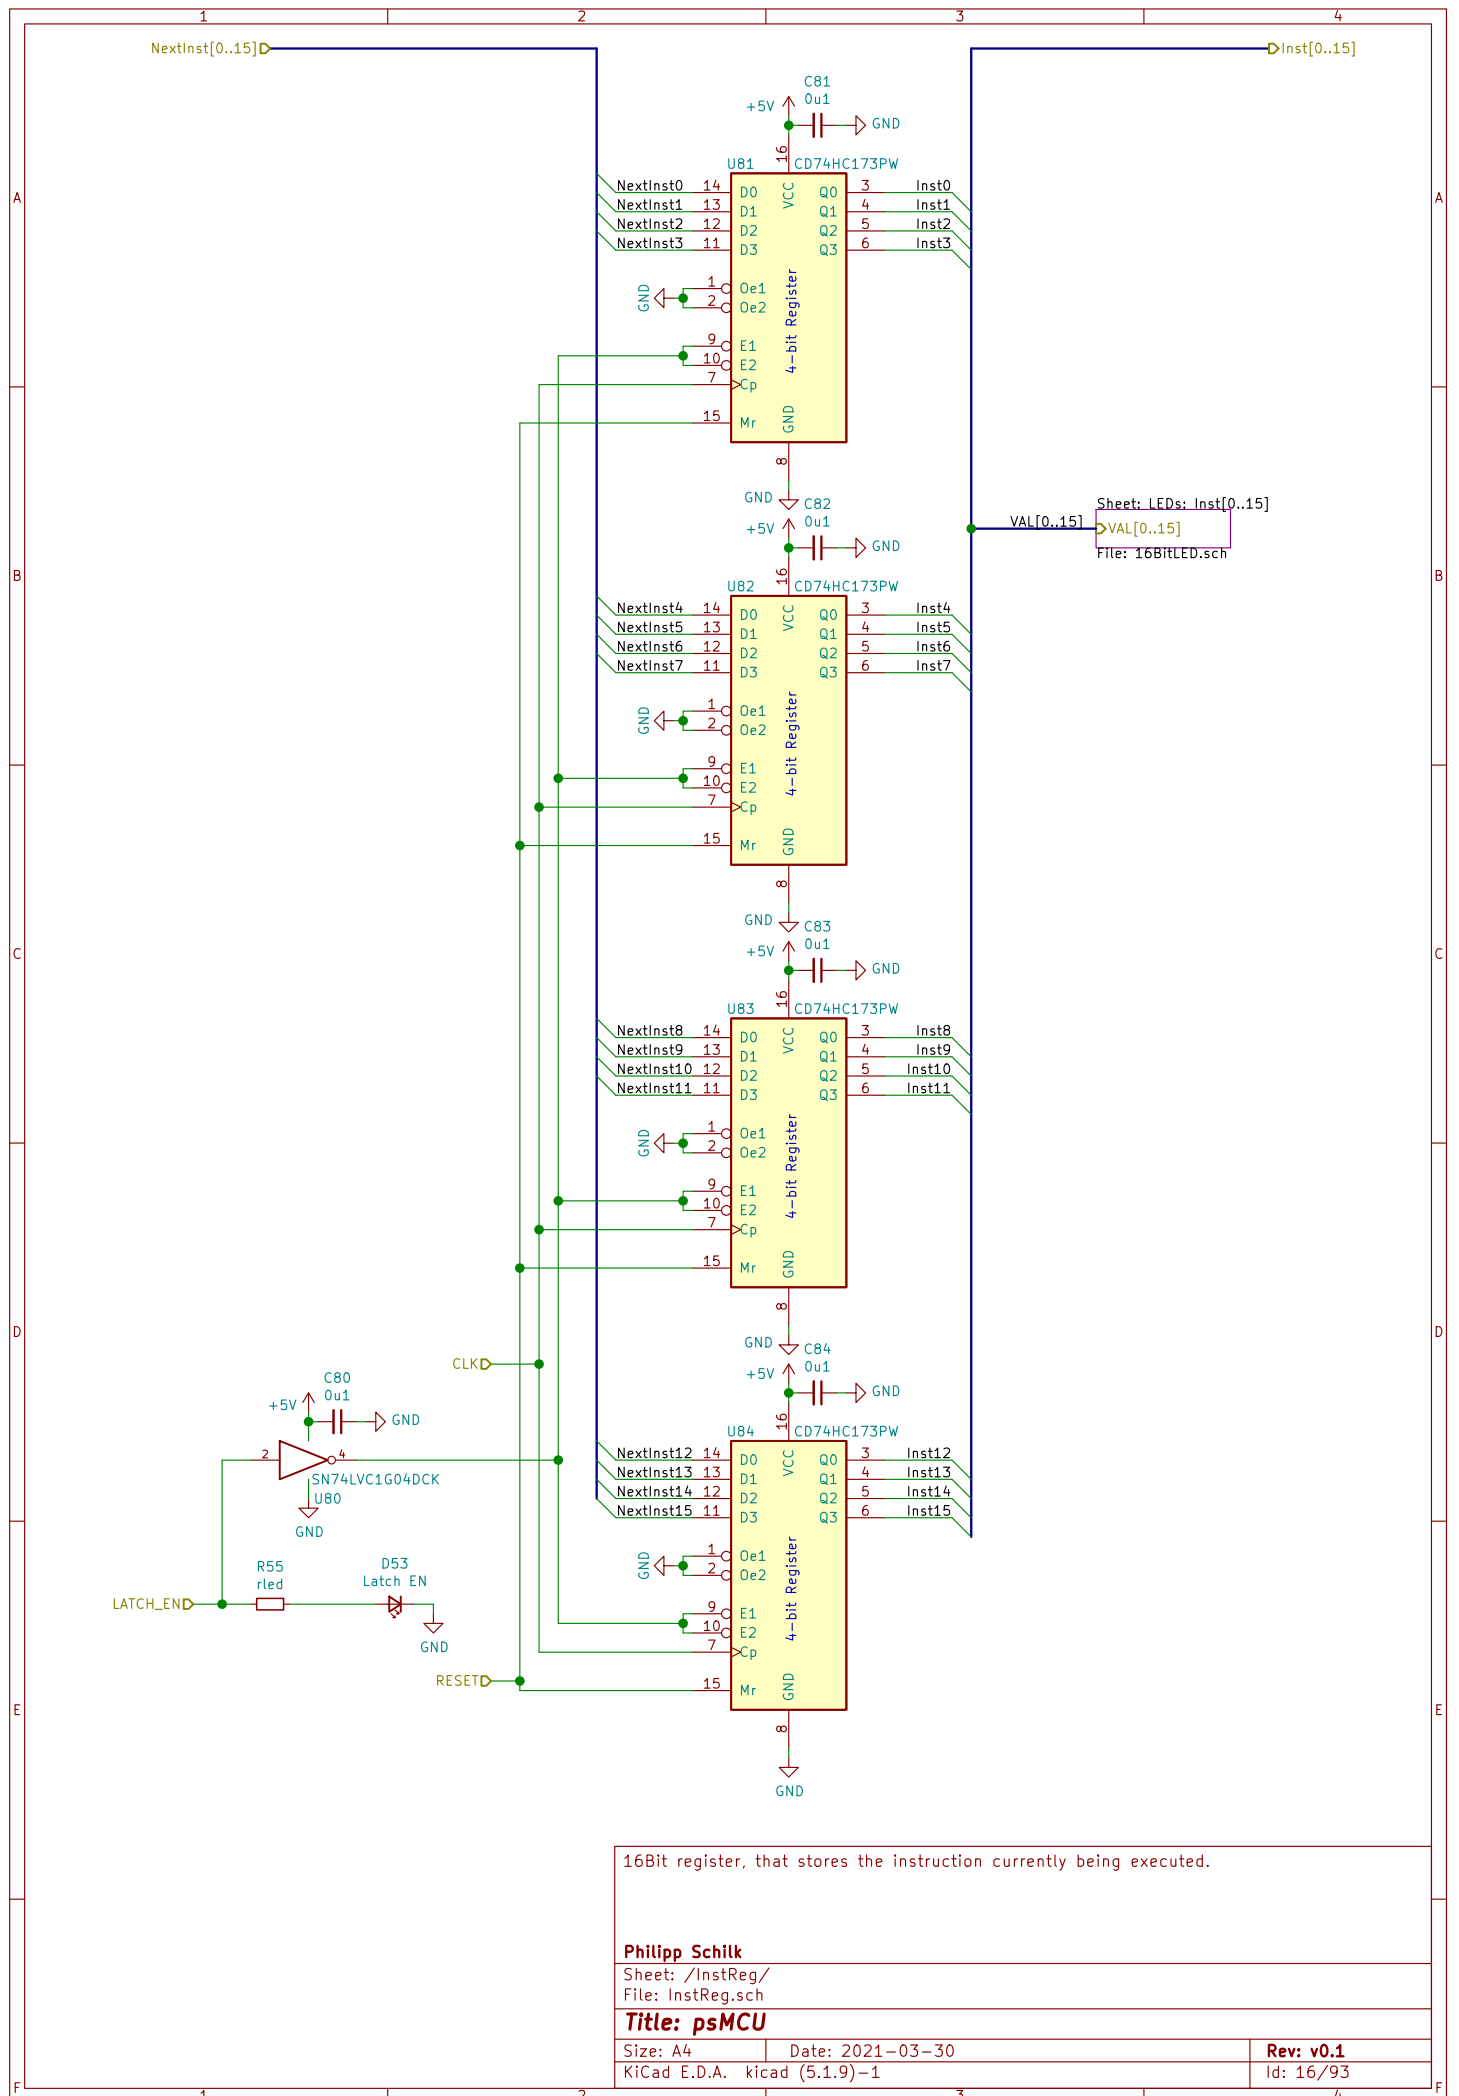 1 2 3 4
NextInst[0..15]
Inst[0..15]
C81
0u1
+5V
GND
U81 16 CD74HC173PW
NextInst0 14 D0 VCC Q0 3 Inst0
NextInst1 13 D1 Q1 4 Inst1
NextInst2 12 D2 Q2 5 Inst2
NextInst3 11 D3 Q3 6 Inst3
A A
GND 1 Oe1
2 Oe2
4-bit Register
9 E1
10 E2
7 Cp
15 Mr GND
8
GND
C82
0u1
+5V
GND
Sheet: LEDs: Inst[0..15]
VAL[0..15] VAL[0..15]
File: 16BitLED.sch
B B
U82 16 CD74HC173PW
NextInst4 14 D0 VCC Q0 3 Inst4
NextInst5 13 D1 Q1 4 Inst5
NextInst6 12 D2 Q2 5 Inst6
NextInst7 11 D3 Q3 6 Inst7
GND 1 Oe1
2 Oe2
4-bit Register
9 E1
10 E2
7 Cp
15 Mr GND
8
GND
C83
0u1
+5V
GND
C C
U83 16 CD74HC173PW
NextInst8 14 D0 VCC Q0 3 Inst8
NextInst9 13 D1 Q1 4 Inst9
NextInst10 12 D2 Q2 5 Inst10
NextInst11 11 D3 Q3 6 Inst11
GND 1 Oe1
2 Oe2
4-bit Register
9 E1
10 E2
7 Cp
15 Mr GND
8
D D
GND
C84
0u1
+5V
GND
CLK
C80
0u1
+5V
GND
2 4
SN74LVC1G04DCK
U80
GND
U84 16 CD74HC173PW
NextInst12 14 D0 VCC Q0 3 Inst12
NextInst13 13 D1 Q1 4 Inst13
NextInst14 12 D2 Q2 5 Inst14
NextInst15 11 D3 Q3 6 Inst15
GND 1 Oe1
2 Oe2
4-bit Register
9 E1
10 E2
7 Cp
15 Mr GND
8
GND
R55
rled
D53
Latch EN
LATCH_EN
GND
RESET
E E
16Bit register, that stores the instruction currently being executed.
Philipp Schilk
Sheet: /InstReg/
File: InstReg.sch
Title: psMCU
Size: A4 Date: 2021-03-30 Rev: v0.1
KiCad E.D.A. kicad (5.1.9)-1 Id: 16/93
F F
1 2 3 4